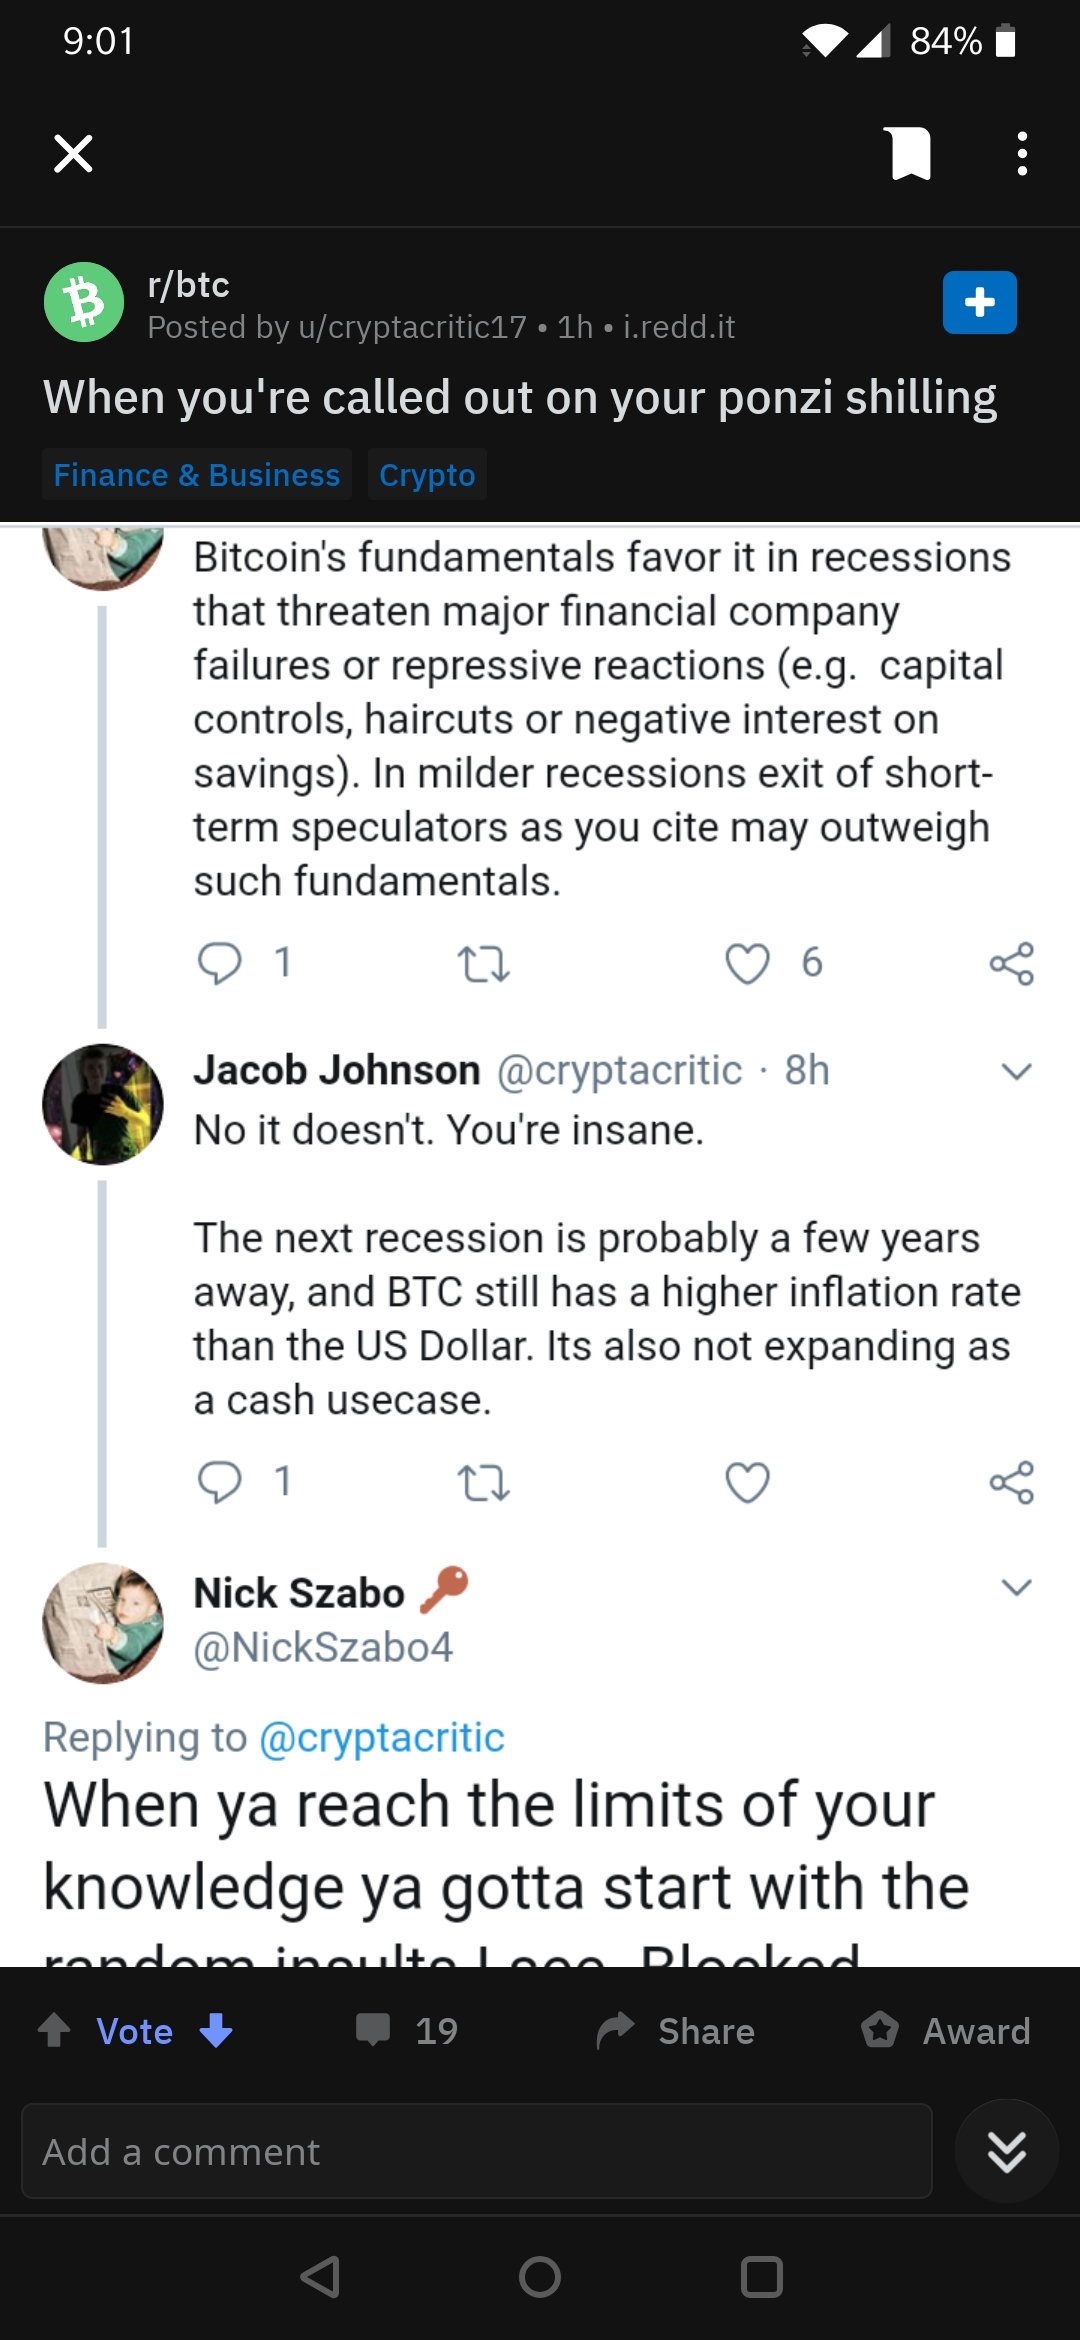 9:01
84%
r/btc
Posted by u/cryptacritic17 • 1h • i.redd.it
When you're called out on your ponzi shilling
Finance & Business Crypto
Bitcoin's fundamentals favor it in recessions
that threaten major financial company
failures or repressive reactions (e.g.  capital
controls, haircuts or negative interest on
savings). In milder recessions exit of short-
term speculators as you cite may outweigh
such fundamentals.
1 6
Jacob Johnson @cryptacritic · 8h
No it doesn't. You're insane.
The next recession is probably a few years
away, and BTC still has a higher inflation rate
than the US Dollar. Its also not expanding as
a cash usecase.
1
Nick Szabo
@NickSzabo4
Replying to @cryptacritic
When ya reach the limits of your
knowledge ya gotta start with the
random insults I see. Blocked
Vote 19 Share Award
Add a comment